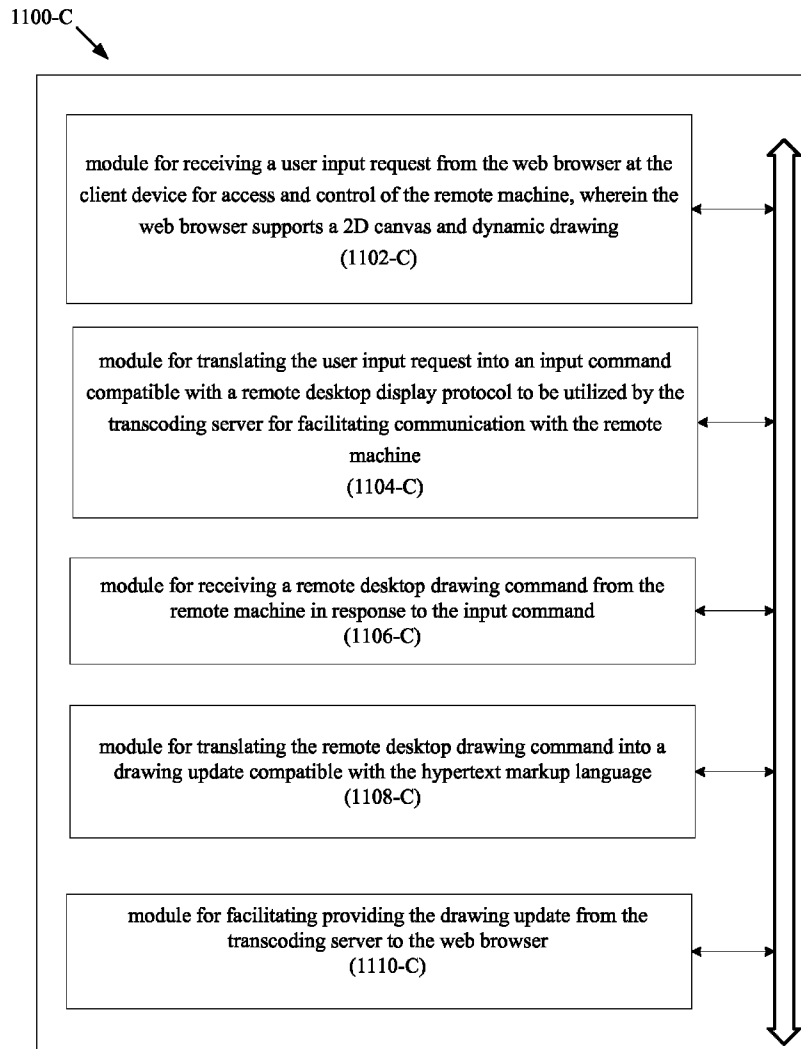 1100-C
module for receiving a user input request from the web browser at the
client device for access and control of the remote machine, wherein the
web browser supports a 2D canvas and dynamic drawing
(1102-C)
module for translating the user input request into an input command
compatible with a remote desktop display protocol to be utilized by the
transcoding server for facilitating communication with the remote
machine
(1104-C)
module for receiving a remote desktop drawing command from the
remote machine in response to the input command
(1106-C)
module for translating the remote desktop drawing command into a
drawing update compatible with the hypertext markup language
(1108-C)
module for facilitating providing the drawing update from the
transcoding server to the web browser
(1110-C)